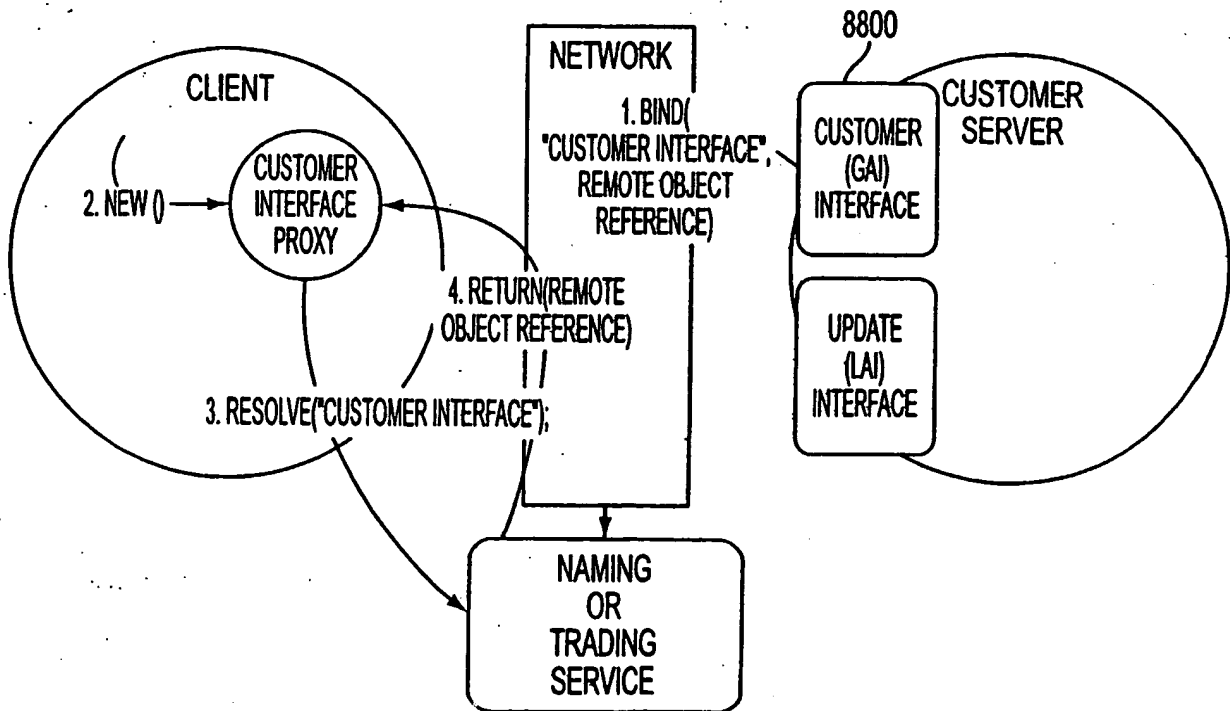 8800
CLIENT
2. NEW ()
CUSTOMER
INTERFACE
PROXY
NETWORK
1. BIND(
"CUSTOMER INTERFACE",
REMOTE OBJECT
REFERENCE)
CUSTOMER
(GAI)
INTERFACE
CUSTOMER
SERVER
4. RETURN(REMOTE
OBJECT REFERENCE)
UPDATE
(LAI)
INTERFACE
3. RESOLVE("CUSTOMER INTERFACE");
NAMING
OR
TRADING
SERVICE